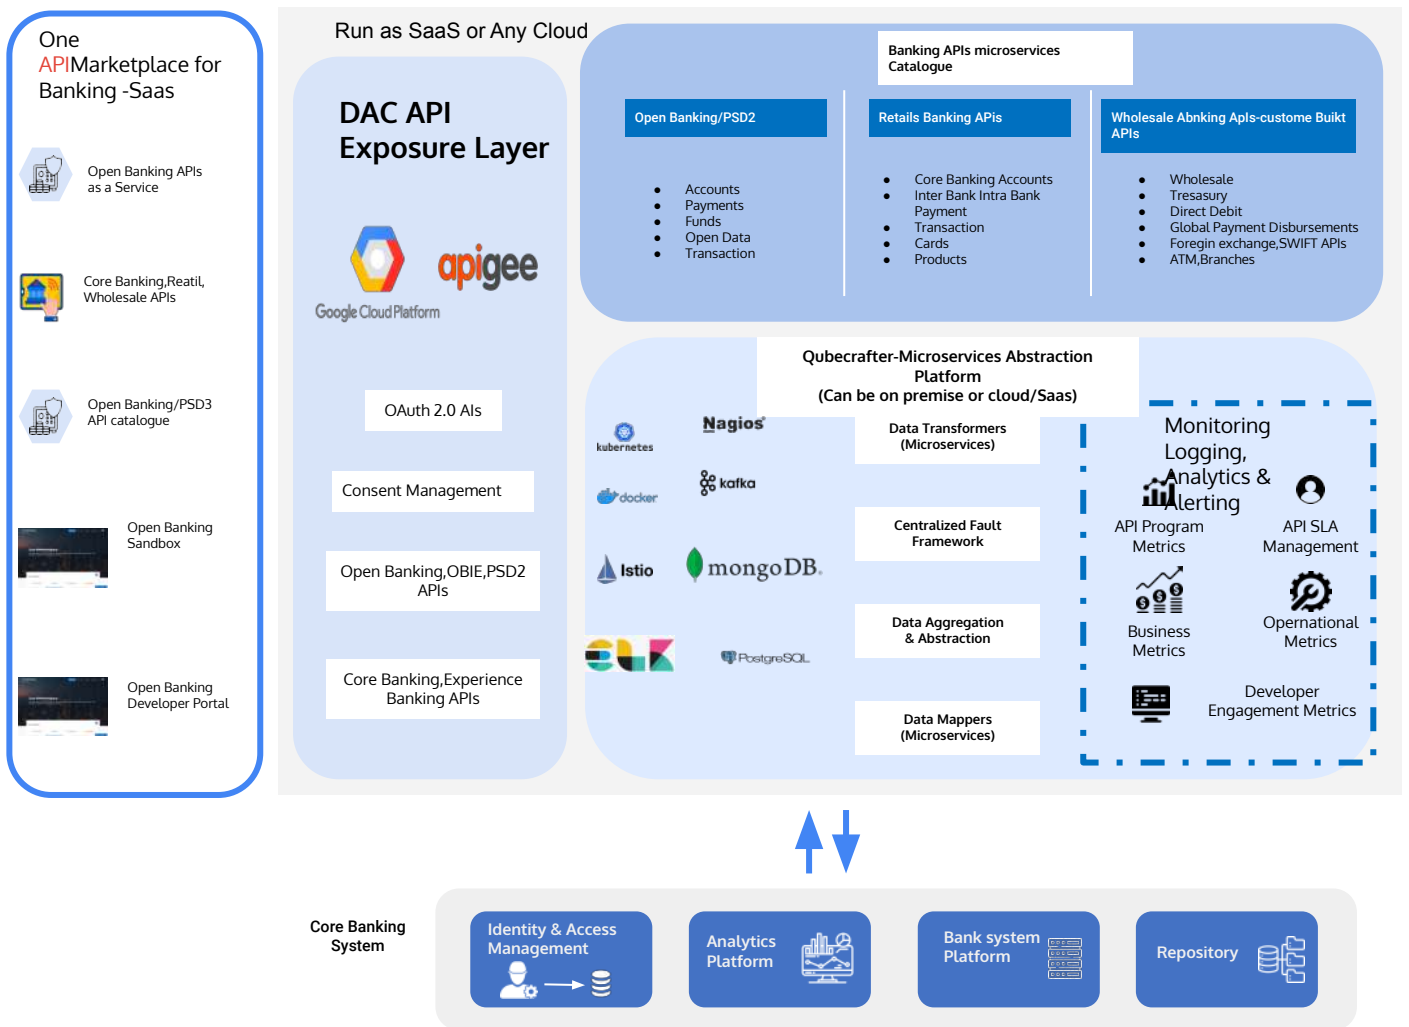 One
APIMarketplace for
Banking -Saas
Open Banking APIs
as a Service
Core Banking,Reatil,
Wholesale APIs
Open Banking/PSD3
API catalogue
Open Banking
Sandbox
Open Banking
Developer Portal
Run as SaaS or Any Cloud
DAC API
Exposure Layer
Google Cloud Platform
apigee
OAuth 2.0 AIs
Consent Management
Open Banking,OBIE,PSD2
APIs
Core Banking,Experience
Banking APIs
Banking APIs microservices
Catalogue
Open Banking/PSD2
● Accounts
● Payments
● Funds
● Open Data
● Transaction
Retails Banking APis
● Core Banking Accounts
● Inter Bank Intra Bank
Payment
● Transaction
● Cards
● Products
Wholesale Abnking ApIs-custome Buikt
APIs
● Wholesale
● Tresasury
● Direct Debit
● Global Payment Disbursements
● Foregin exchange,SWIFT APIs
● ATM,Branches
Qubecrafter-Microservices Abstraction
Platform
(Can be on premise or cloud/Saas)
kubernetes
Nagios®
docker
kafka
Istio
mongoDB.
elk
PostgreSQL
Data Transformers
(Microservices)
Centralized Fault
Framework
Data Aggregation
& Abstraction
Data Mappers
(Microservices)
Monitoring
Logging,
Analytics &
Alerting
API Program
Metrics
API SLA
Management
Business
Metrics
Opernational
Metrics
Developer
Engagement Metrics
Core Banking
System
Identity & Access
Management
Analytics
Platform
Bank system
Platform
Repository